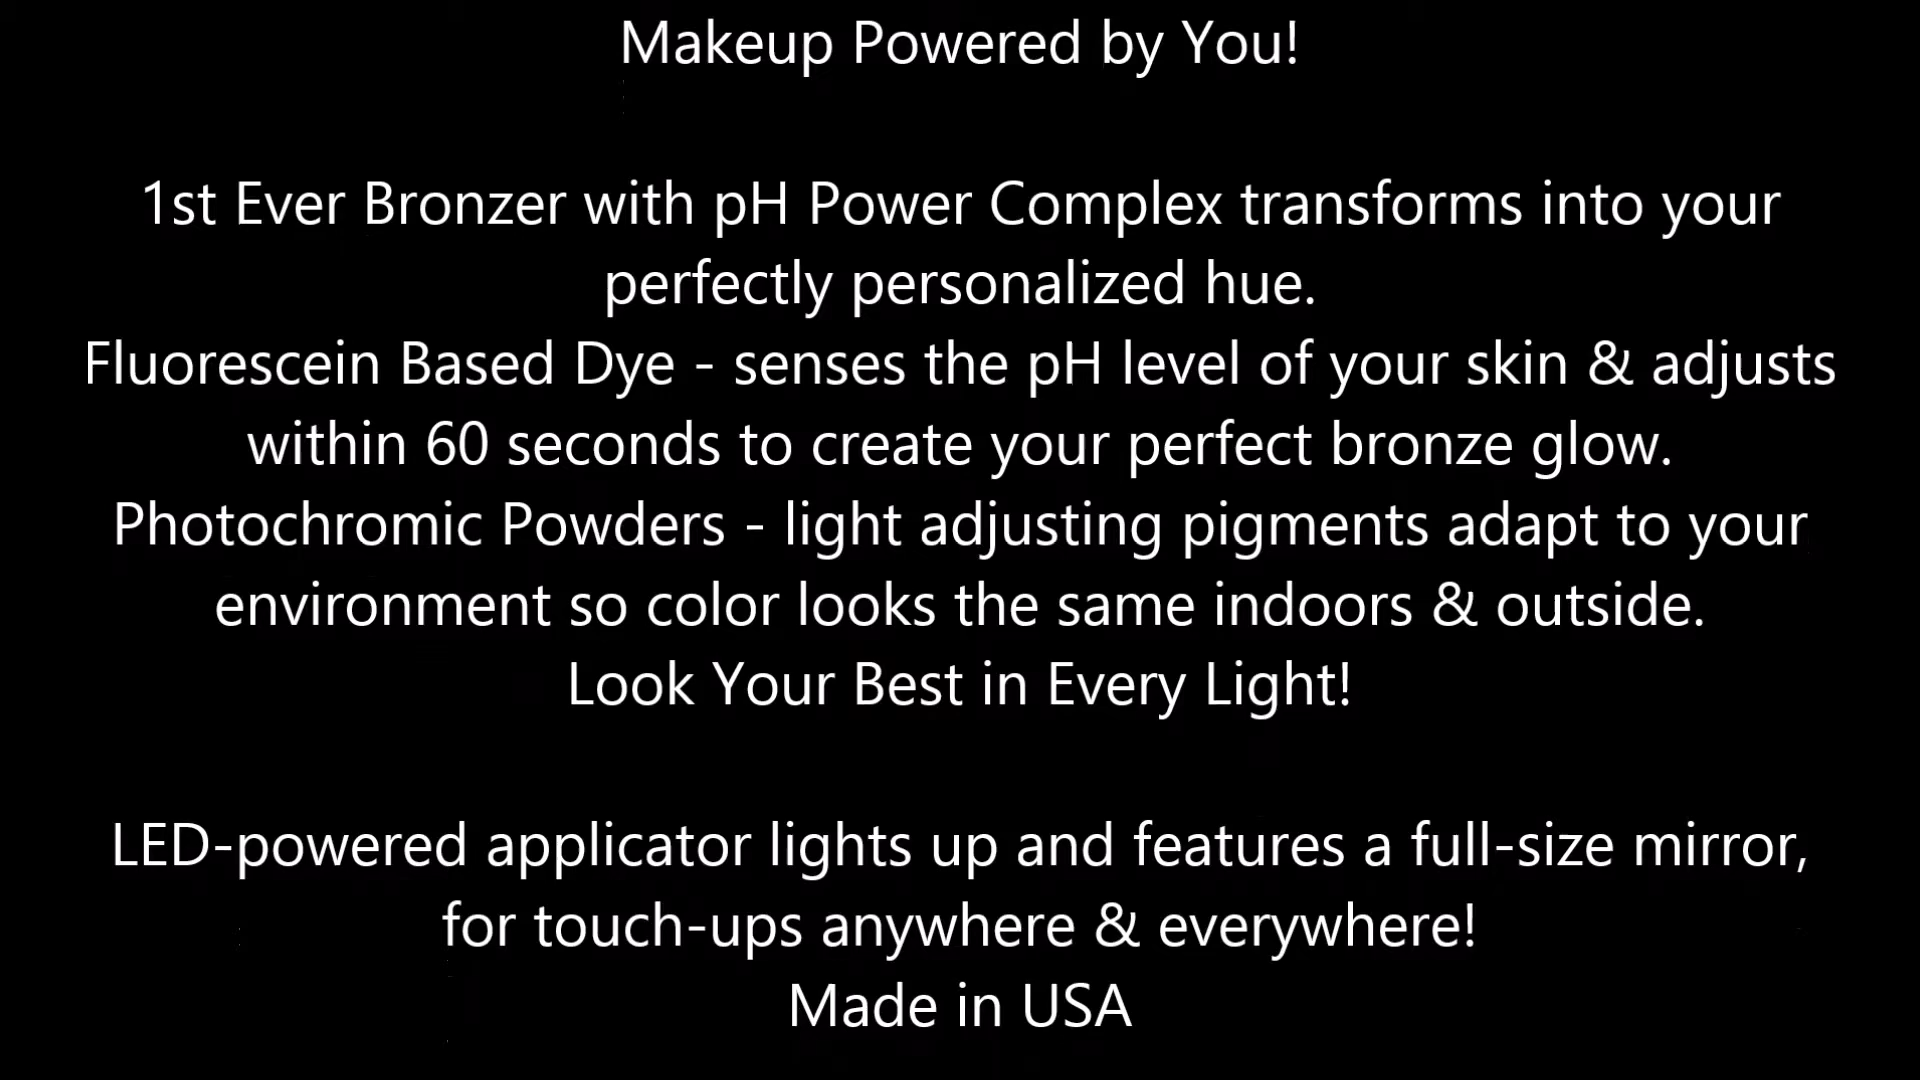 Makeup Powered by You!
1st Ever Bronzer with pH Power Complex transforms into your
perfectly personalized hue.
Fluorescein Based Dye - senses the pH level of your skin & adjusts
within 60 seconds to create your perfect bronze glow.
Photochromic Powders - light adjusting pigments adapt to your
environment so color looks the same indoors & outside.
Look Your Best in Every Light!
LED-powered applicator lights up and features a full-size mirror,
for touch-ups anywhere & everywhere!
Made in USA